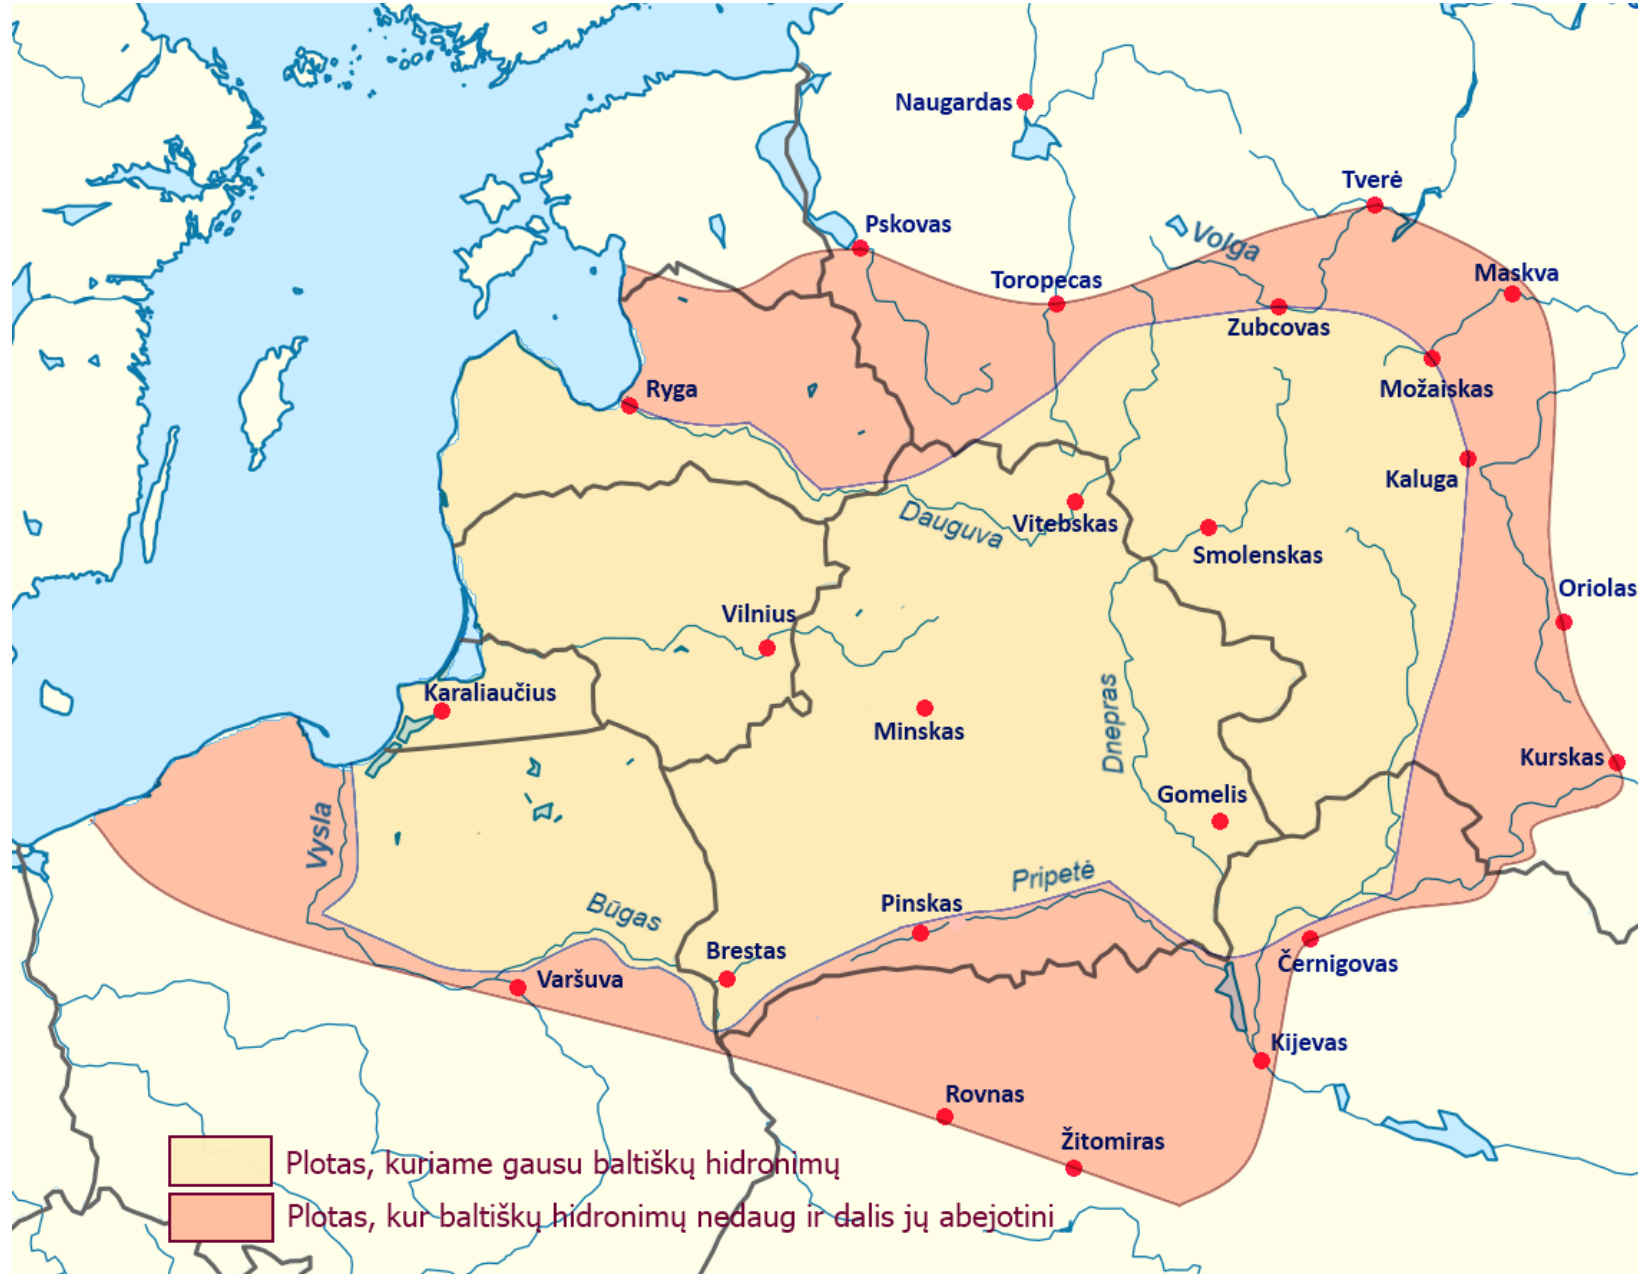 Naugardas
Tverė
Pskovas
Volga
Toropecas
Maskva
Zubcovas
Ryga
Možaiskas
Kaluga
Dauguva
Vitebskas
Smolenskas
Oriolas
Vilnius
Karaliaučius
Minskas
Dnepras
Kurskas
Gomelis
Vysla
Pripetė
Būgas
Pinskas
Brestas
Varšuva
Černigovas
Kijevas
Rovnas
Žitomiras
Plotas, kuriame gausu baltiškų hidronimų
Plotas, kur baltiškų hidronimų nedaug ir dalis jų abejotini